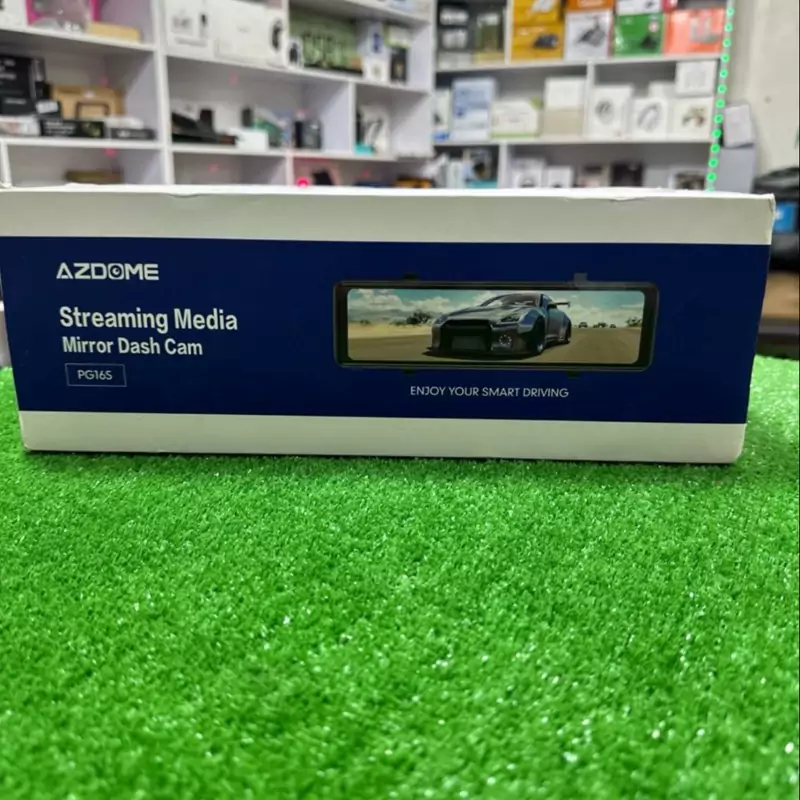 AZDOME
Streaming Media
Mirror Dash Cam
PG16S
ENJOY YOUR SMART DRIVING